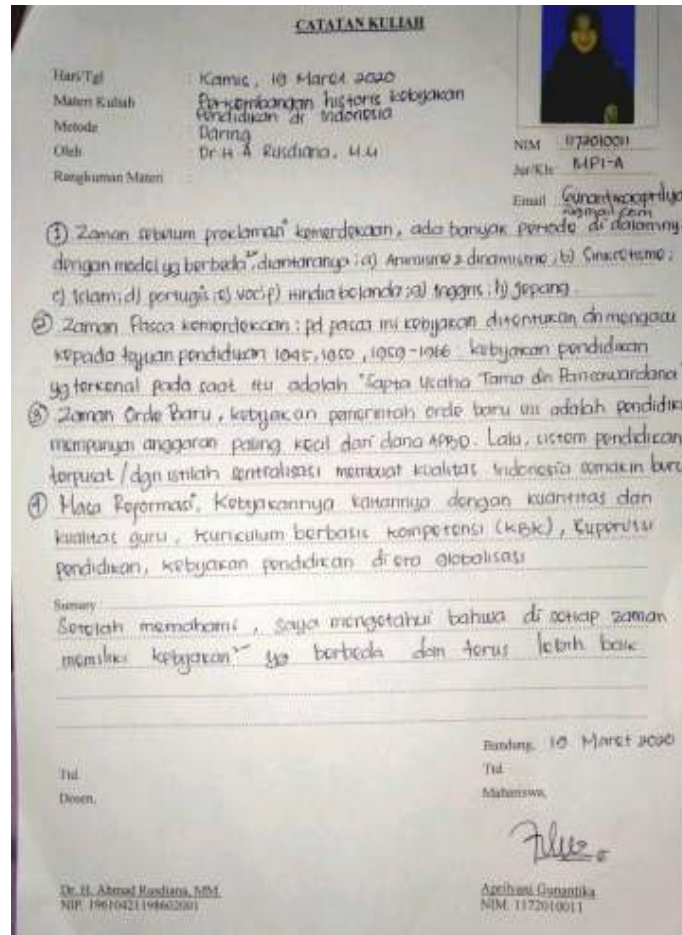 CATATAN KULIAH
Hari/Tgl : Kamis, 19 Maret 2020
Materi Kuliah : Perkembangan historis kebijakan
pendidikan di Indonesia
Metode : Daring
Oleh : Dr. H. A. Rusdiana, M.M
Rangkuman Materi :
NIM : 1172010011
Jur/Kls : MPI-A
Email :
① Zaman sebelum proclamasi kemerdekaan, ada banyak periode di dalamny
dengan model yg berbeda², diantaranya : a) Animisme & dinamisme, b) Sinkretisme ;
c) Islam; d) portugis; e) voc; f) Hindia belanda; g) Inggris; h) Jepang.
② Zaman Pasca kemerdekaan : pd pasca ini kebijakan ditentukan dn mengacu
kepada tujuan pendidikan 1945, 1950, 1959-1966. kebijakan pendidikan
yg terkenal pada saat itu adalah "Sapta Usaha Tama dn Pancawardana"
③ Zaman Orde Baru, kebijakan pemerintah orde baru ini adalah pendidik
mempunyai anggaran paling kecil dari dana APBD. Lalu, sistem pendidikan
terpusat / dgn istilah sentralisasi membuat kualitas Indonesia semakin buru
④ Masa Reformasi, Kebijakannya kaitannya dengan kuantitas dan
kualitas guru, kurikulum berbasis kompetensi (KBK), Supervisi
pendidikan, kebijakan pendidikan di era globalisasi
Sumary
Setelah memahami, saya mengetahui bahwa di setiap zaman
memiliki kebijakan² yg berbeda dan terus lebih baik
Bandung, 19 Maret 2020
Ttd. Ttd.
Dosen, Mahasiswa,
Dr. H. Ahmad Rusdiana, MM. Aprilyani Gunantika
NIP. 19610421198602001 NIM. 1172010011